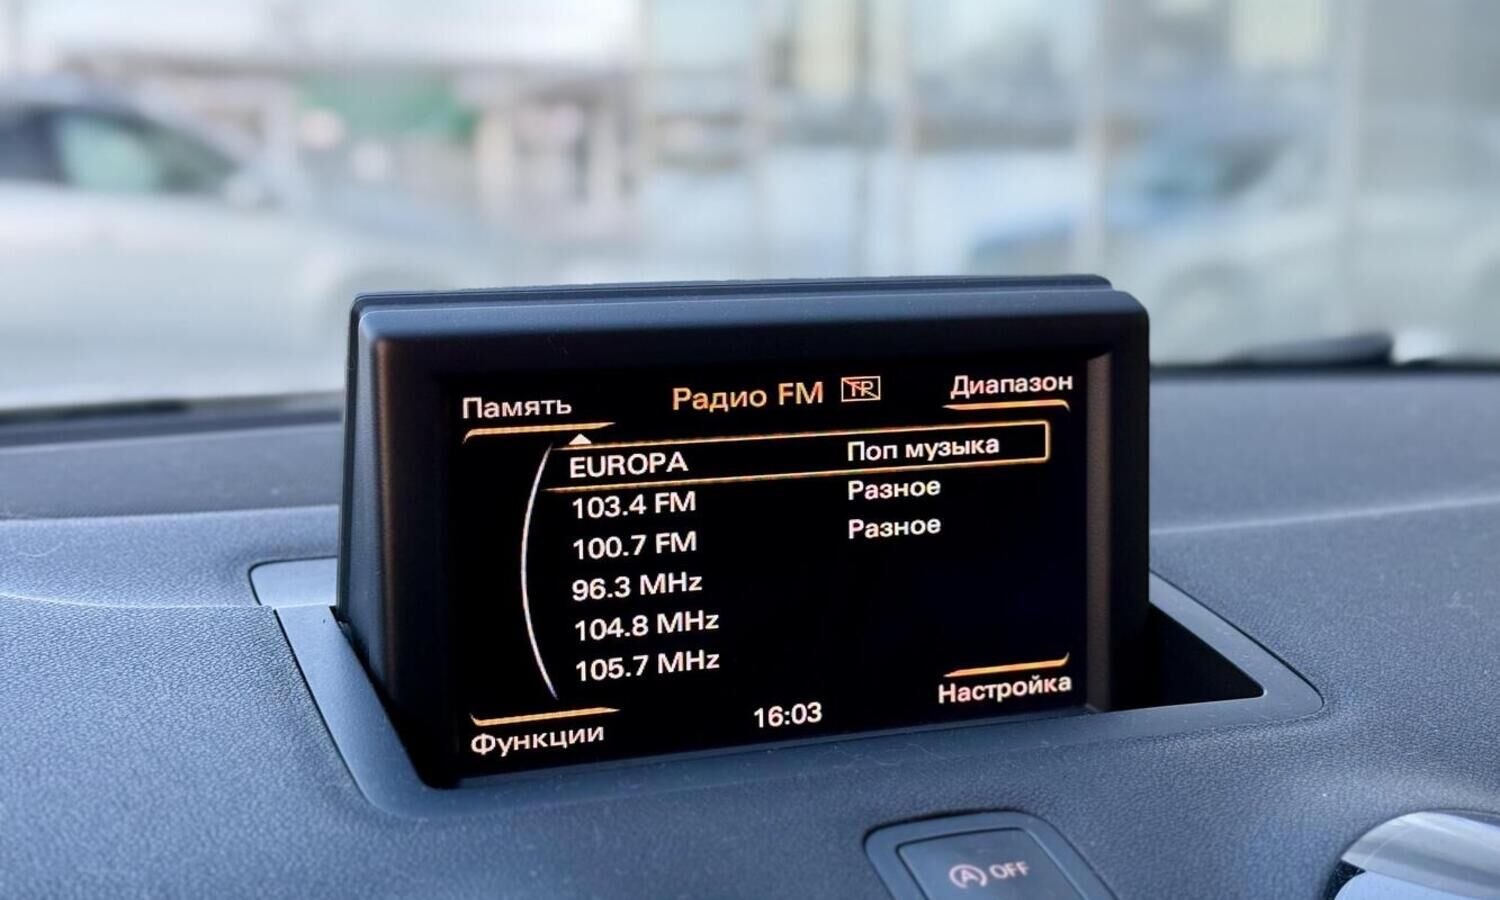 Память Радио FM TP Диапазон
EUROPA Поп музыка
103.4 FM Разное
100.7 FM Разное
96.3 MHz
104.8 MHz
105.7 MHz
Функции 16:03 Настройка
A OFF